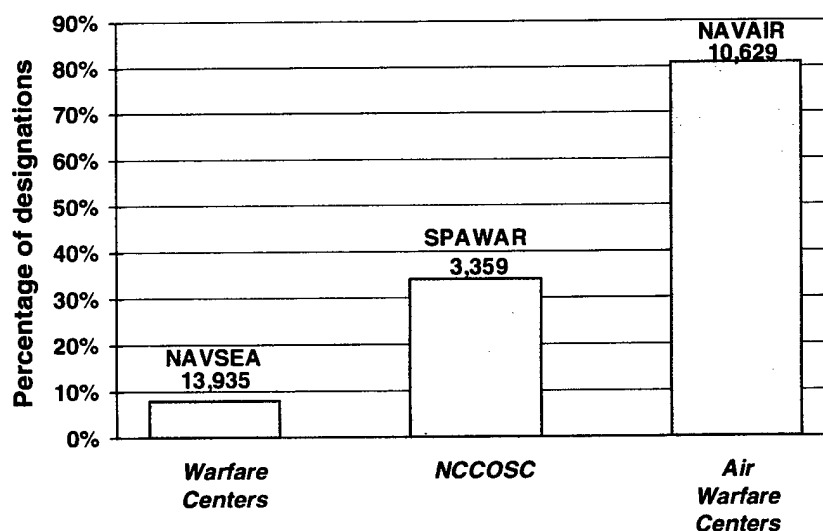 Percentage of designations
90%
80%
70%
60%
50%
40%
30%
20%
10%
0%
NAVSEA
13,935
SPAWAR
3,359
NAVAIR
10,629
Warfare
Centers
NCCOSC
Air
Warfare
Centers